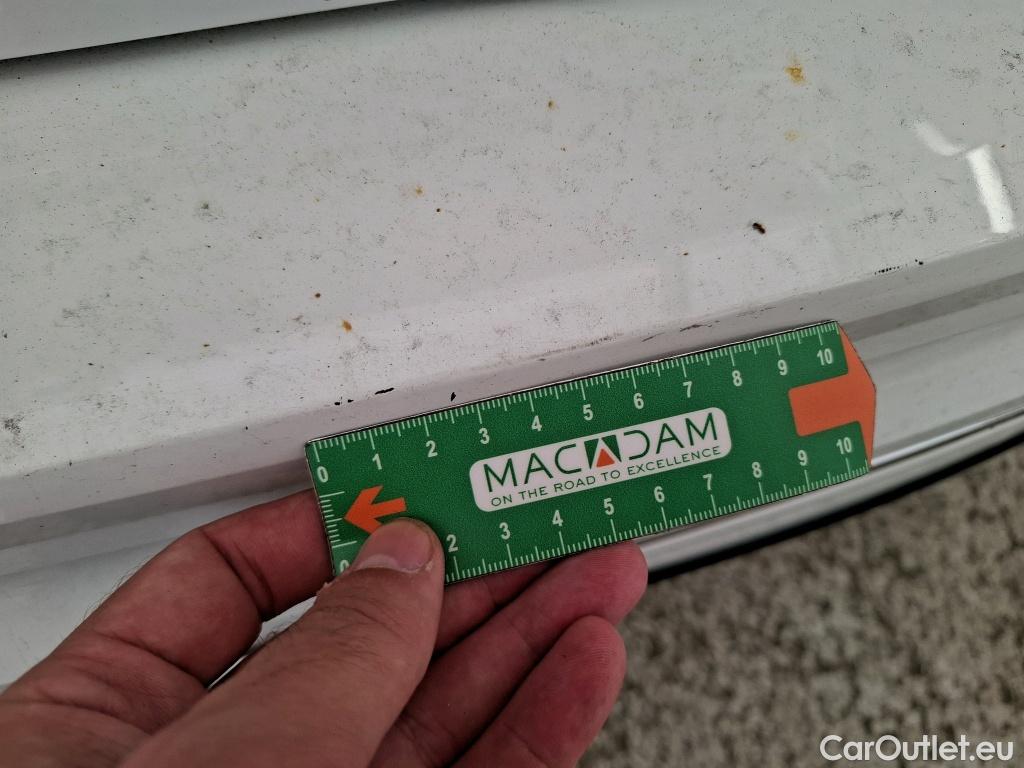 0 1 2 3 4 5 6 7 8 9 10
MACADAM
ON THE ROAD TO EXCELLENCE
0 2 3 4 5 6 7 8 9 10
CarOutlet.eu